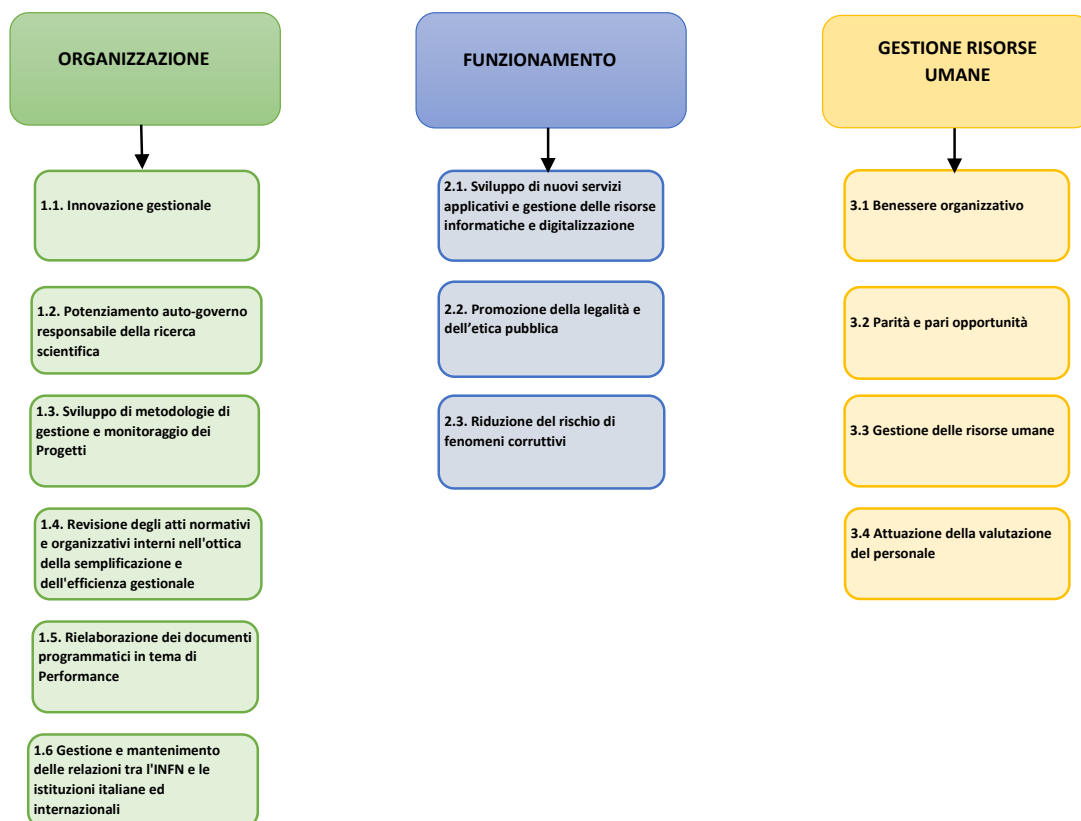 ORGANIZZAZIONE
1.1. Innovazione gestionale
1.2. Potenziamento auto-governo
responsabile della ricerca
scientifica
1.3. Sviluppo di metodologie di
gestione e monitoraggio dei
Progetti
1.4. Revisione degli atti normativi
e organizzativi interni nell'ottica
della semplificazione e
dell'efficienza gestionale
1.5. Rielaborazione dei documenti
programmatici in tema di
Performance
1.6 Gestione e mantenimento
delle relazioni tra l'INFN e le
istituzioni italiane ed
internazionali
FUNZIONAMENTO
2.1. Sviluppo di nuovi servizi
applicativi e gestione delle risorse
informatiche e digitalizzazione
2.2. Promozione della legalità e
dell’etica pubblica
2.3. Riduzione del rischio di
fenomeni corruttivi
GESTIONE RISORSE
UMANE
3.1 Benessere organizzativo
3.2 Parità e pari opportunità
3.3 Gestione delle risorse umane
3.4 Attuazione della valutazione
del personale